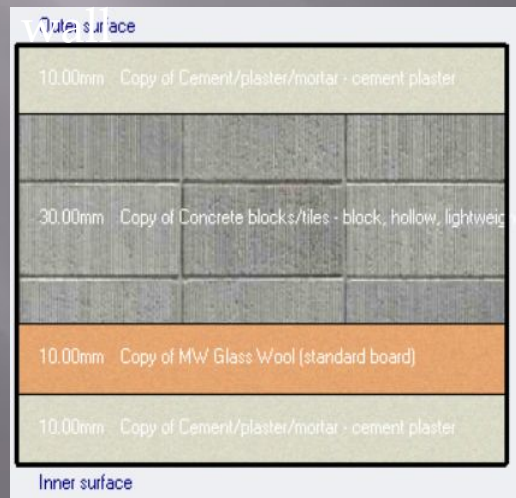 wall
Outer surface
10.00mm Copy of Cement/plaster/mortar - cement plaster
30.00mm Copy of Concrete blocks/tiles - block, hollow, lightweig
10.00mm Copy of MW Glass Wool (standard board)
10.00mm Copy of Cement/plaster/mortar - cement plaster
Inner surface